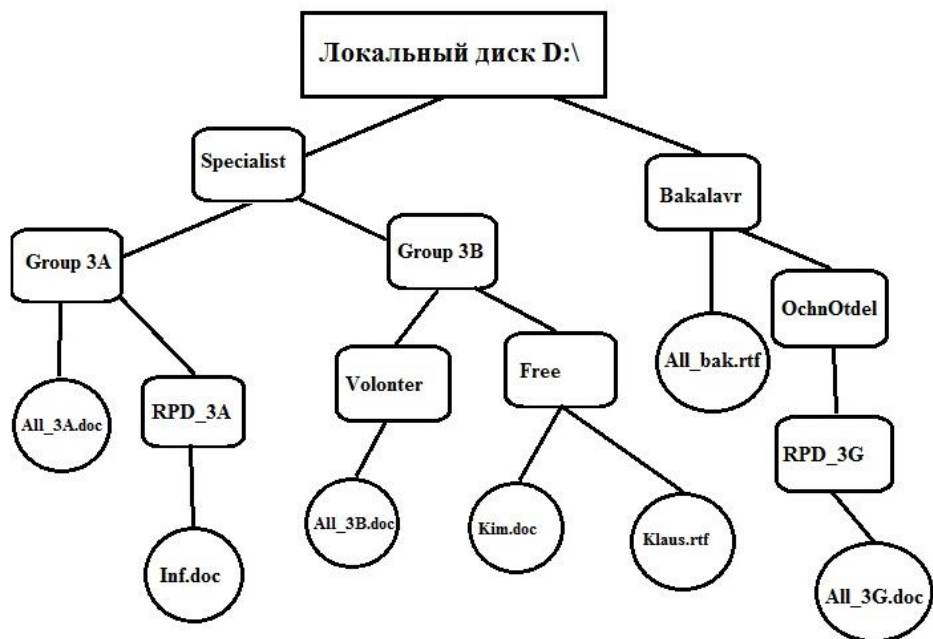 Локальный диск D:\
Specialist
Bakalavr
Group 3A
Group 3B
OchnOtdel
Volonter
Free
All_bak.rtf
All_3A.doc
RPD_3A
RPD_3G
All_3B.doc
Kim.doc
Klaus.rtf
Inf.doc
All_3G.doc